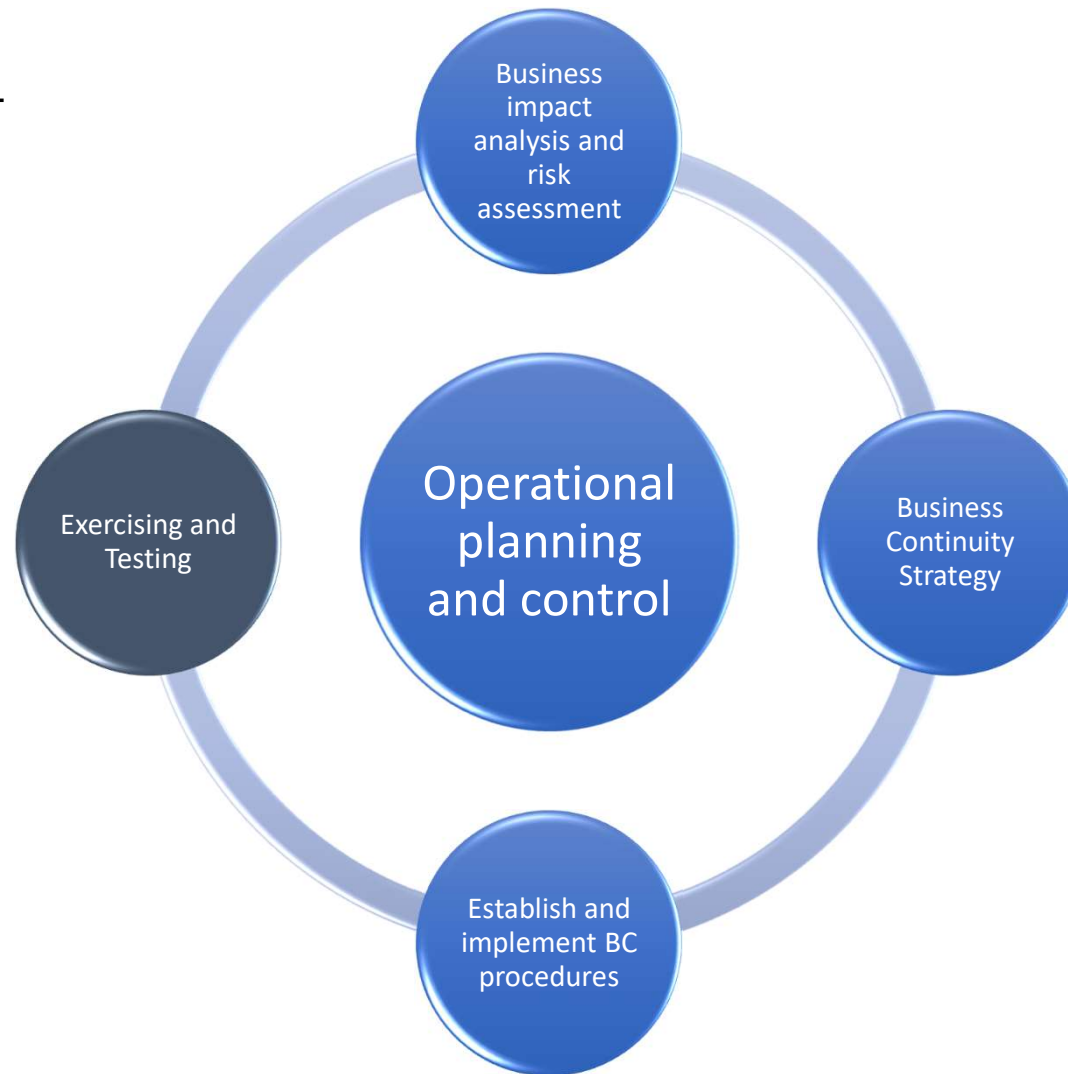 Business
impact
analysis and
risk
assessment
Exercising and
Testing
Operational
planning
and control
Business
Continuity
Strategy
Establish and
implement BC
procedures